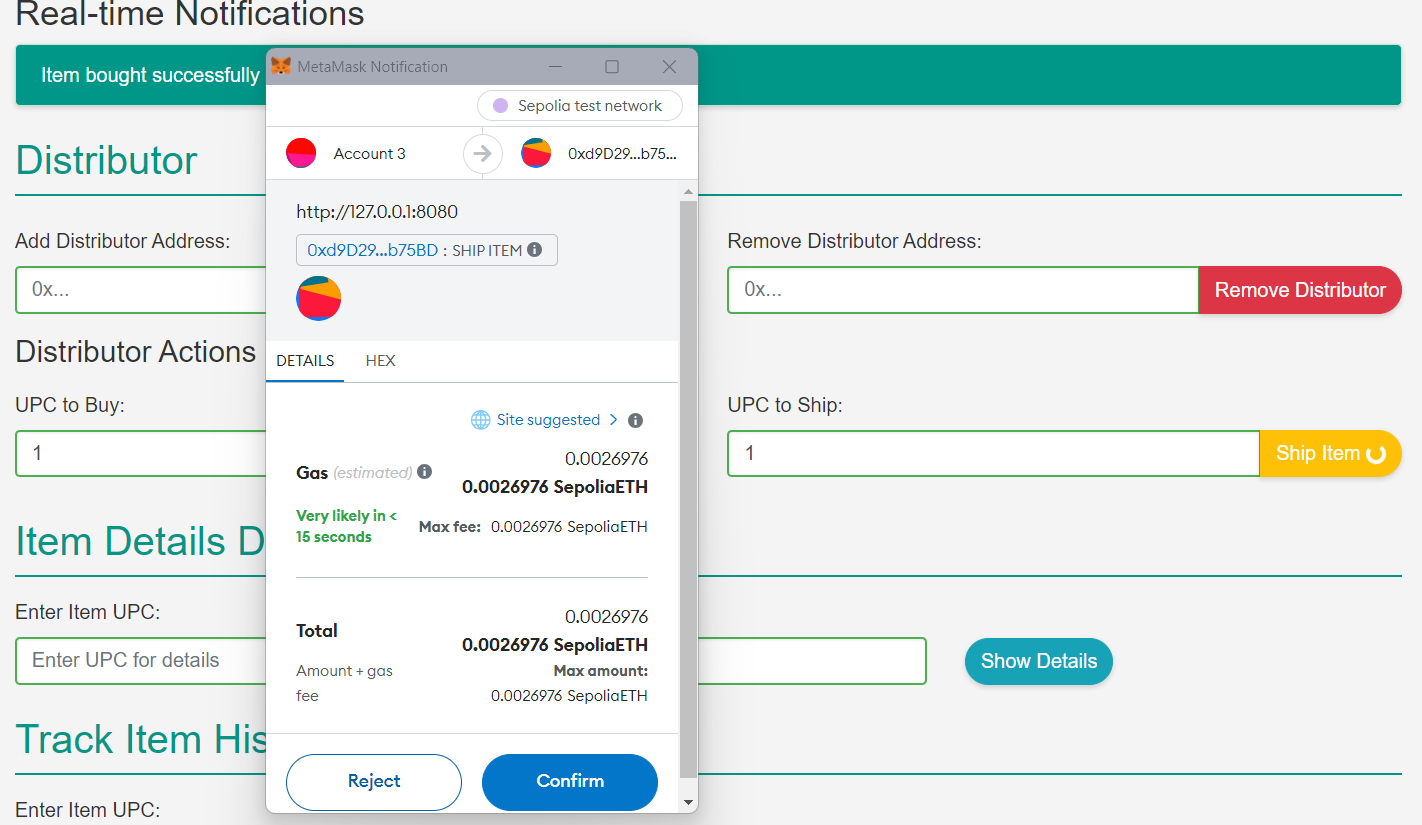 Real-time Notifications
Item bought successfully
MetaMask Notification
Sepolia test network
Account 3
0xd9D29...b75...
http://127.0.0.1:8080
0xd9D29...b75BD : SHIP ITEM
DETAILS
HEX
Site suggested >
Gas (estimated)
0.0026976
0.0026976 SepoliaETH
Very likely in <
15 seconds
Max fee: 0.0026976 SepoliaETH
Total
0.0026976
0.0026976 SepoliaETH
Amount + gas
fee
Max amount:
0.0026976 SepoliaETH
Reject
Confirm
Distributor
Add Distributor Address:
0x...
Remove Distributor Address:
0x...
Remove Distributor
Distributor Actions
UPC to Buy:
1
UPC to Ship:
1
Ship Item
Item Details D
Enter Item UPC:
Enter UPC for details
Show Details
Track Item His
Enter Item UPC: